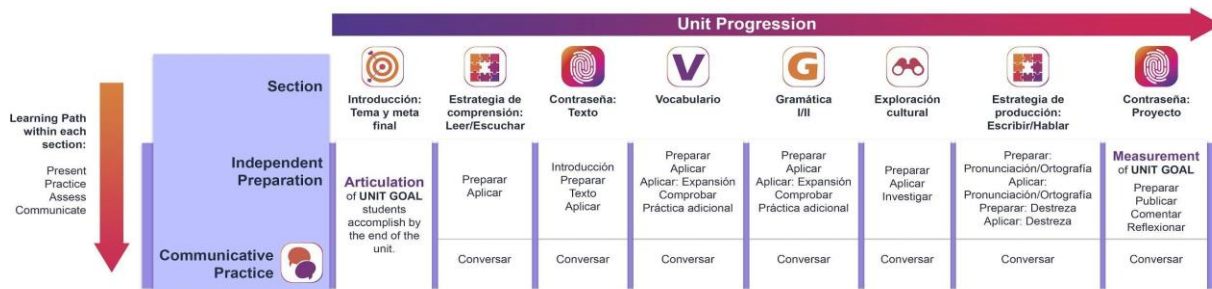 Unit Progression
Section
Introducción:
Tema y meta
final
Estrategia de
comprensión:
Leer/Escuchar
Contraseña:
Texto
V
Vocabulario
G
Gramática
I/II
Exploración
cultural
Estrategia de
producción:
Escribir/Hablar
Contraseña:
Proyecto
Learning Path
within each
section:
Present
Practice
Assess
Communicate
Independent
Preparation
Articulation
of UNIT GOAL
students
accomplish by
the end of the
unit.
Preparar
Aplicar
Introducción
Preparar
Texto
Aplicar
Preparar
Aplicar
Aplicar: Expansión
Comprobar
Práctica adicional
Preparar
Aplicar
Aplicar: Expansión
Comprobar
Práctica adicional
Preparar
Aplicar
Investigar
Preparar:
Pronunciación/Ortografía
Aplicar:
Pronunciación/Ortografía
Preparar: Destreza
Aplicar: Destreza
Measurement
of UNIT GOAL
Preparar
Publicar
Comentar
Reflexionar
Communicative
Practice
Conversar
Conversar
Conversar
Conversar
Conversar
Conversar
Conversar